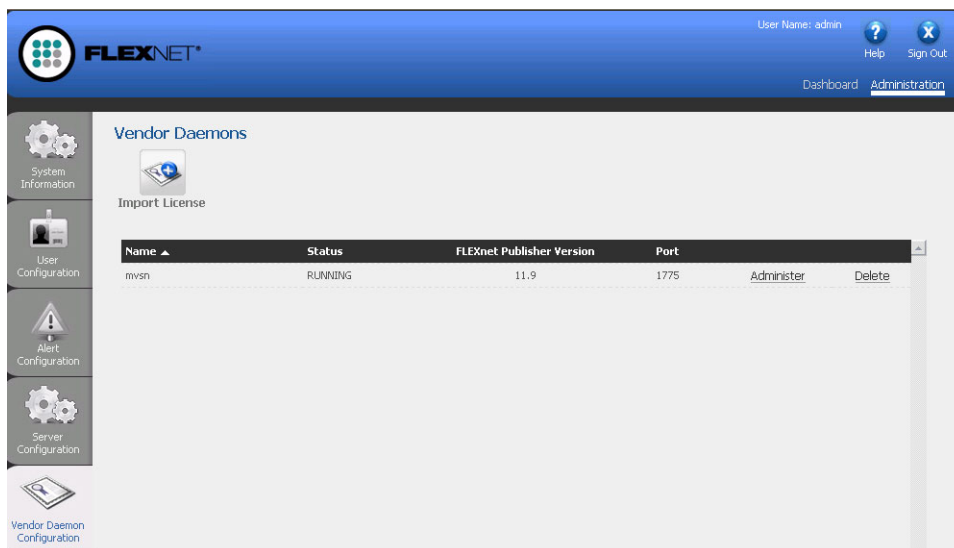 User Name: admin
FLEXNET
Help
Sign Out
Dashboard Administration
System
Information
User
Configuration
Alert
Configuration
Server
Configuration
Vendor Daemon
Configuration
Vendor Daemons
Import License
Name Status FLEXnet Publisher Version Port
mvsn RUNNING 11.9 1775 Administer Delete